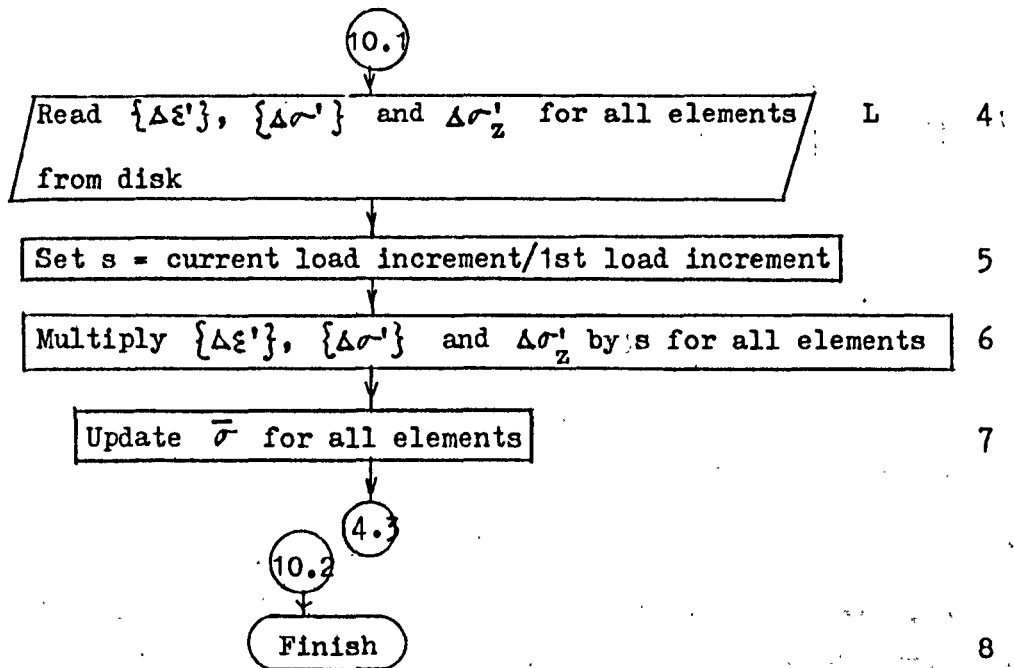 10.1
Read {Δε'}, {Δσ'} and Δσ'z for all elements L 4
from disk
Set s = current load increment/1st load increment 5
Multiply {Δε'}, {Δσ'} and Δσ'z by s for all elements 6
Update σ̄ for all elements 7
4.3
10.2
Finish 8